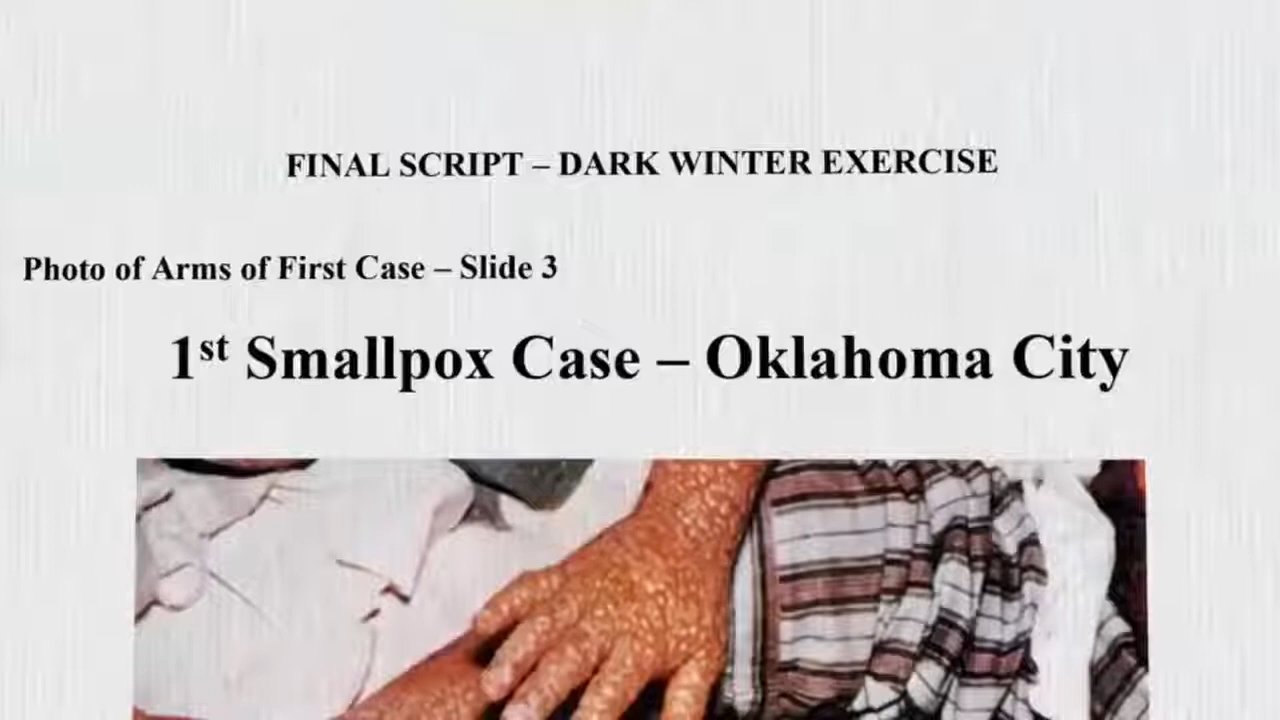 FINAL SCRIPT – DARK WINTER EXERCISE
Photo of Arms of First Case – Slide 3
1st Smallpox Case – Oklahoma City